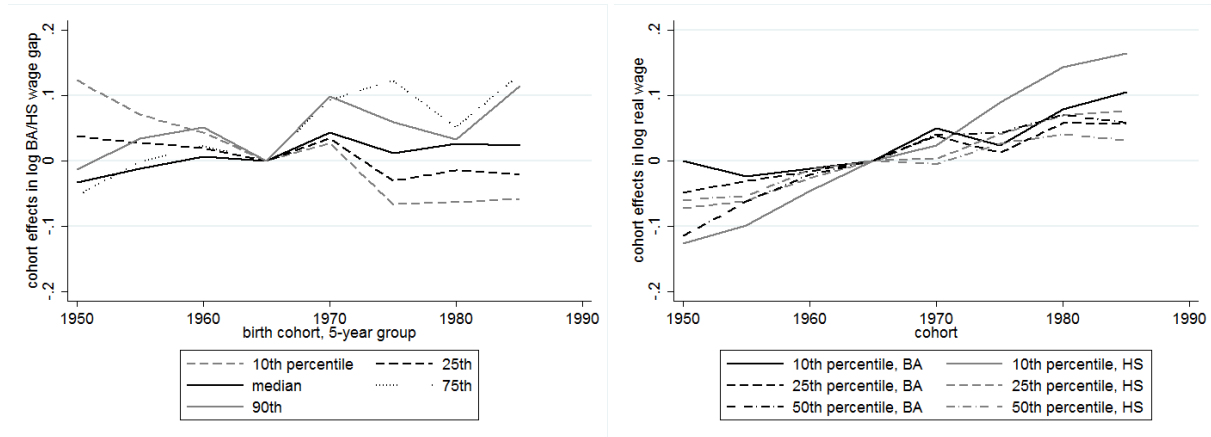 cohort effects in log BA/HS wage gap
.2
.1
0
-.1
-.2
1950 1960 1970 1980 1990
birth cohort, 5-year group
10th percentile 25th
median 75th
90th
cohort effects in log real wage
.2
.1
0
-.1
-.2
1950 1960 1970 1980 1990
cohort
10th percentile, BA 10th percentile, HS
25th percentile, BA 25th percentile, HS
50th percentile, BA 50th percentile, HS